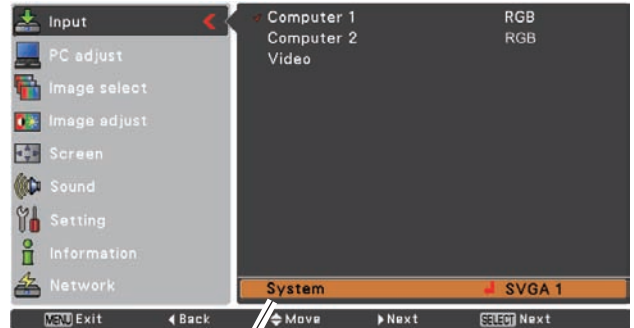 Input
PC adjust
Image select
Image adjust
Screen
Sound
Setting
Information
Network
Computer 1 RGB
Computer 2 RGB
Video
System SVGA 1
MENU Exit Back Move Next SELECT Next